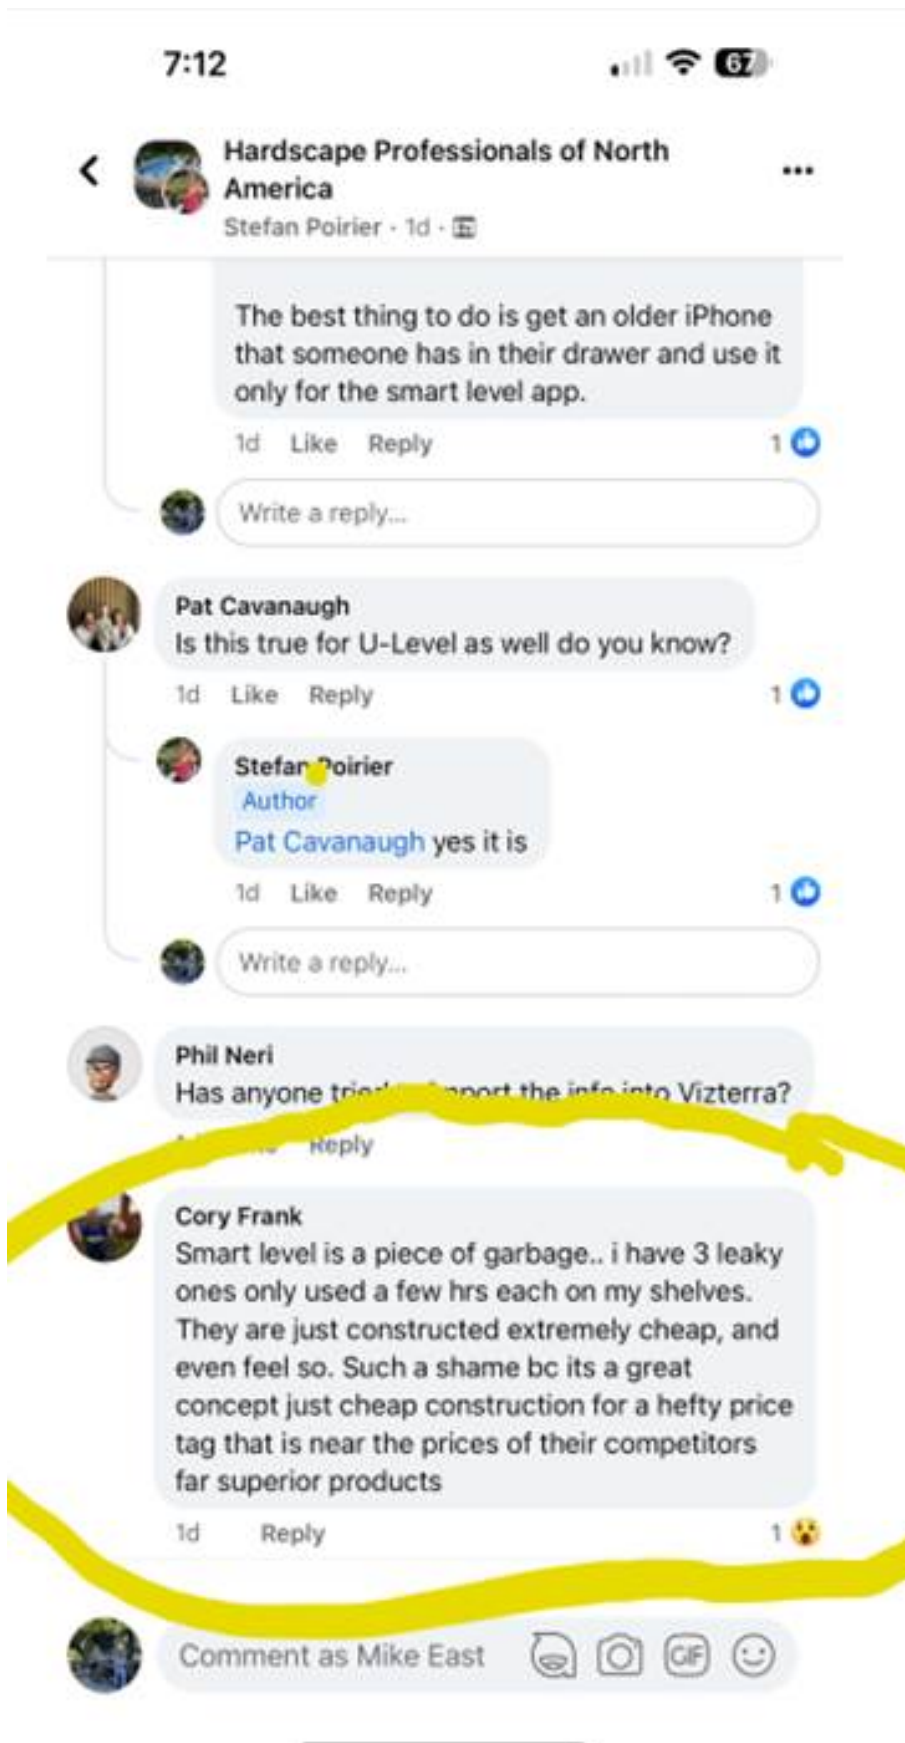 7:12
67
Hardscape Professionals of North
America
Stefan Poirier · 1d ·
The best thing to do is get an older iPhone
that someone has in their drawer and use it
only for the smart level app.
1d Like Reply 1
Write a reply...
Pat Cavanaugh
Is this true for U-Level as well do you know?
1d Like Reply 1
Stefan Poirier
Author
Pat Cavanaugh yes it is
1d Like Reply 1
Write a reply...
Phil Neri
Has anyone the info into Vizterra?
Reply
Cory Frank
Smart level is a piece of garbage.. i have 3 leaky
ones only used a few hrs each on my shelves.
They are just constructed extremely cheap, and
even feel so. Such a shame bc its a great
concept just cheap construction for a hefty price
tag that is near the prices of their competitors
far superior products
1d Reply 1
Comment as Mike East
GIF